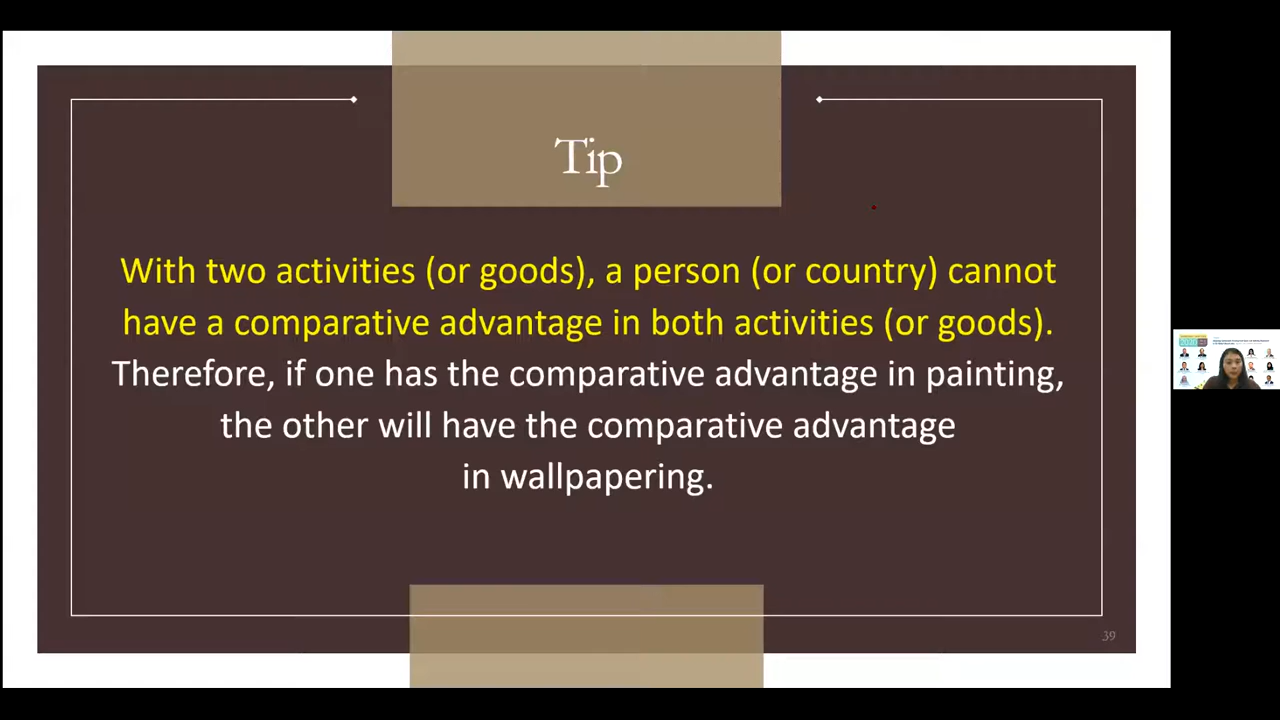 Tip
With two activities (or goods), a person (or country) cannot
have a comparative advantage in both activities (or goods).
Therefore, if one has the comparative advantage in painting,
the other will have the comparative advantage
in wallpapering.
39